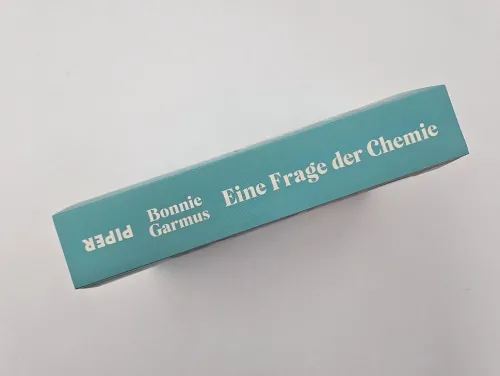 PIPER
Bonnie
Garmus
Eine Frage der Chemie